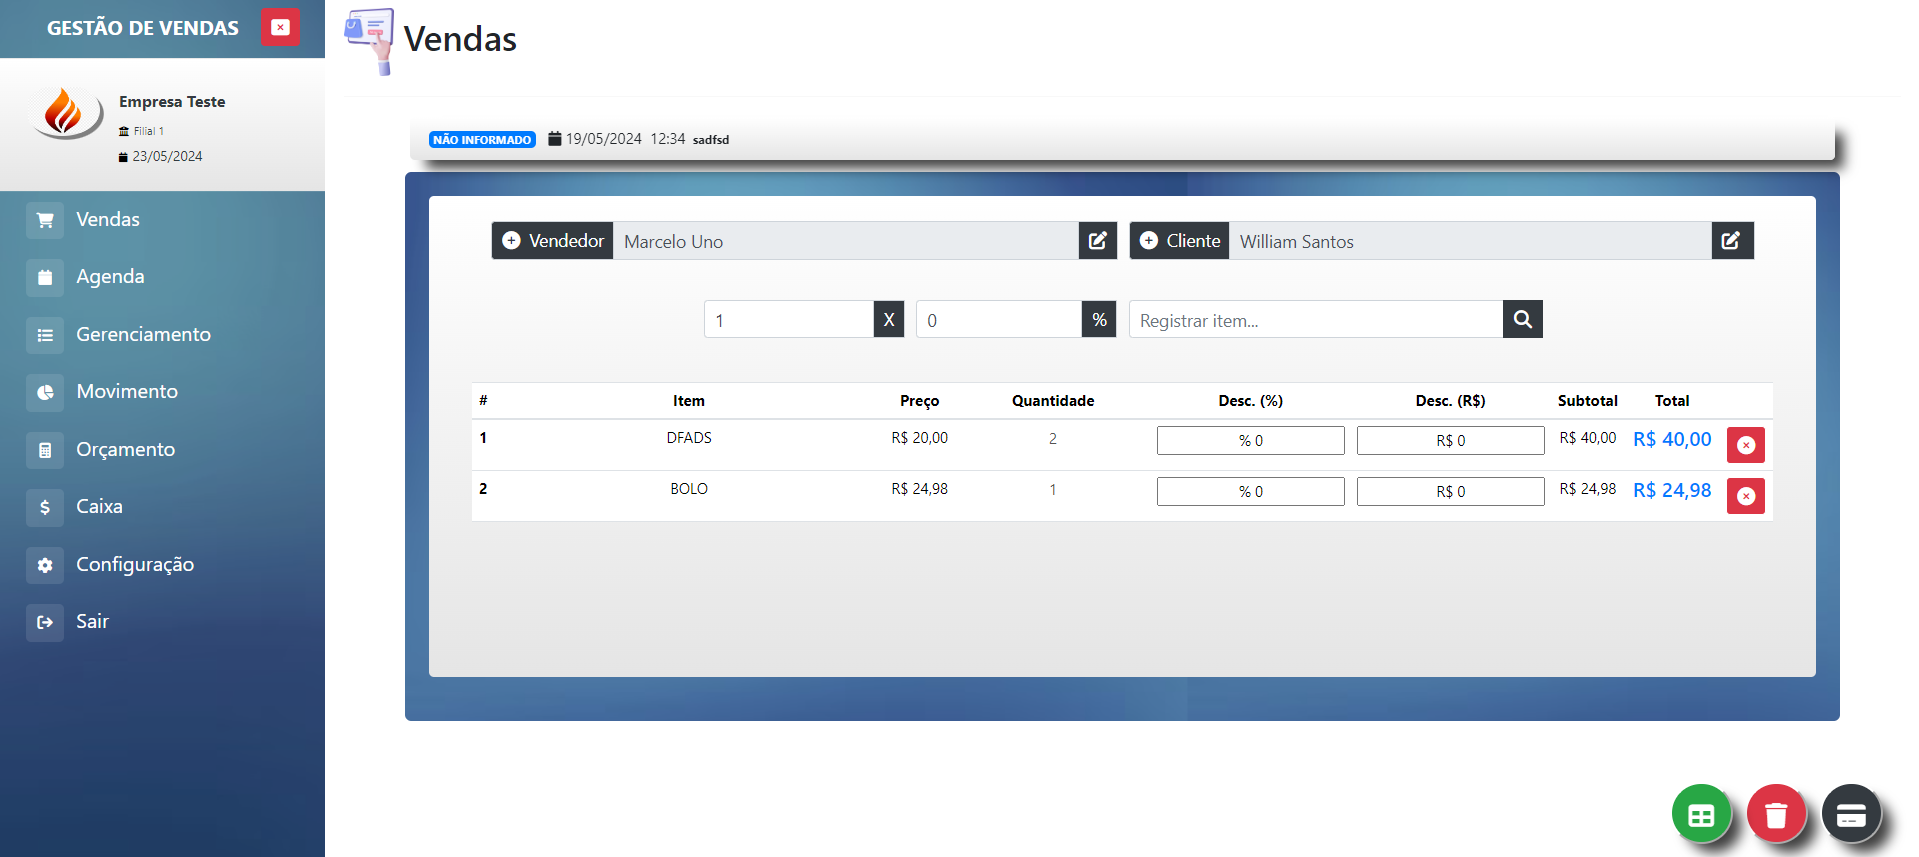 GESTÃO DE VENDAS
Empresa Teste
Filial 1
23/05/2024
Vendas
Agenda
Gerenciamento
Movimento
Orçamento
Caixa
Configuração
Sair
Vendas
NÃO INFORMADO 19/05/2024 12:34 sadfsd
Vendedor Marcelo Uno Cliente William Santos
1 X 0 % Registrar item...
# Item Preço Quantidade Desc. (%) Desc. (R$) Subtotal Total
1 DFADS R$ 20,00 2 % 0 R$ 0 R$ 40,00 R$ 40,00
2 BOLO R$ 24,98 1 % 0 R$ 0 R$ 24,98 R$ 24,98